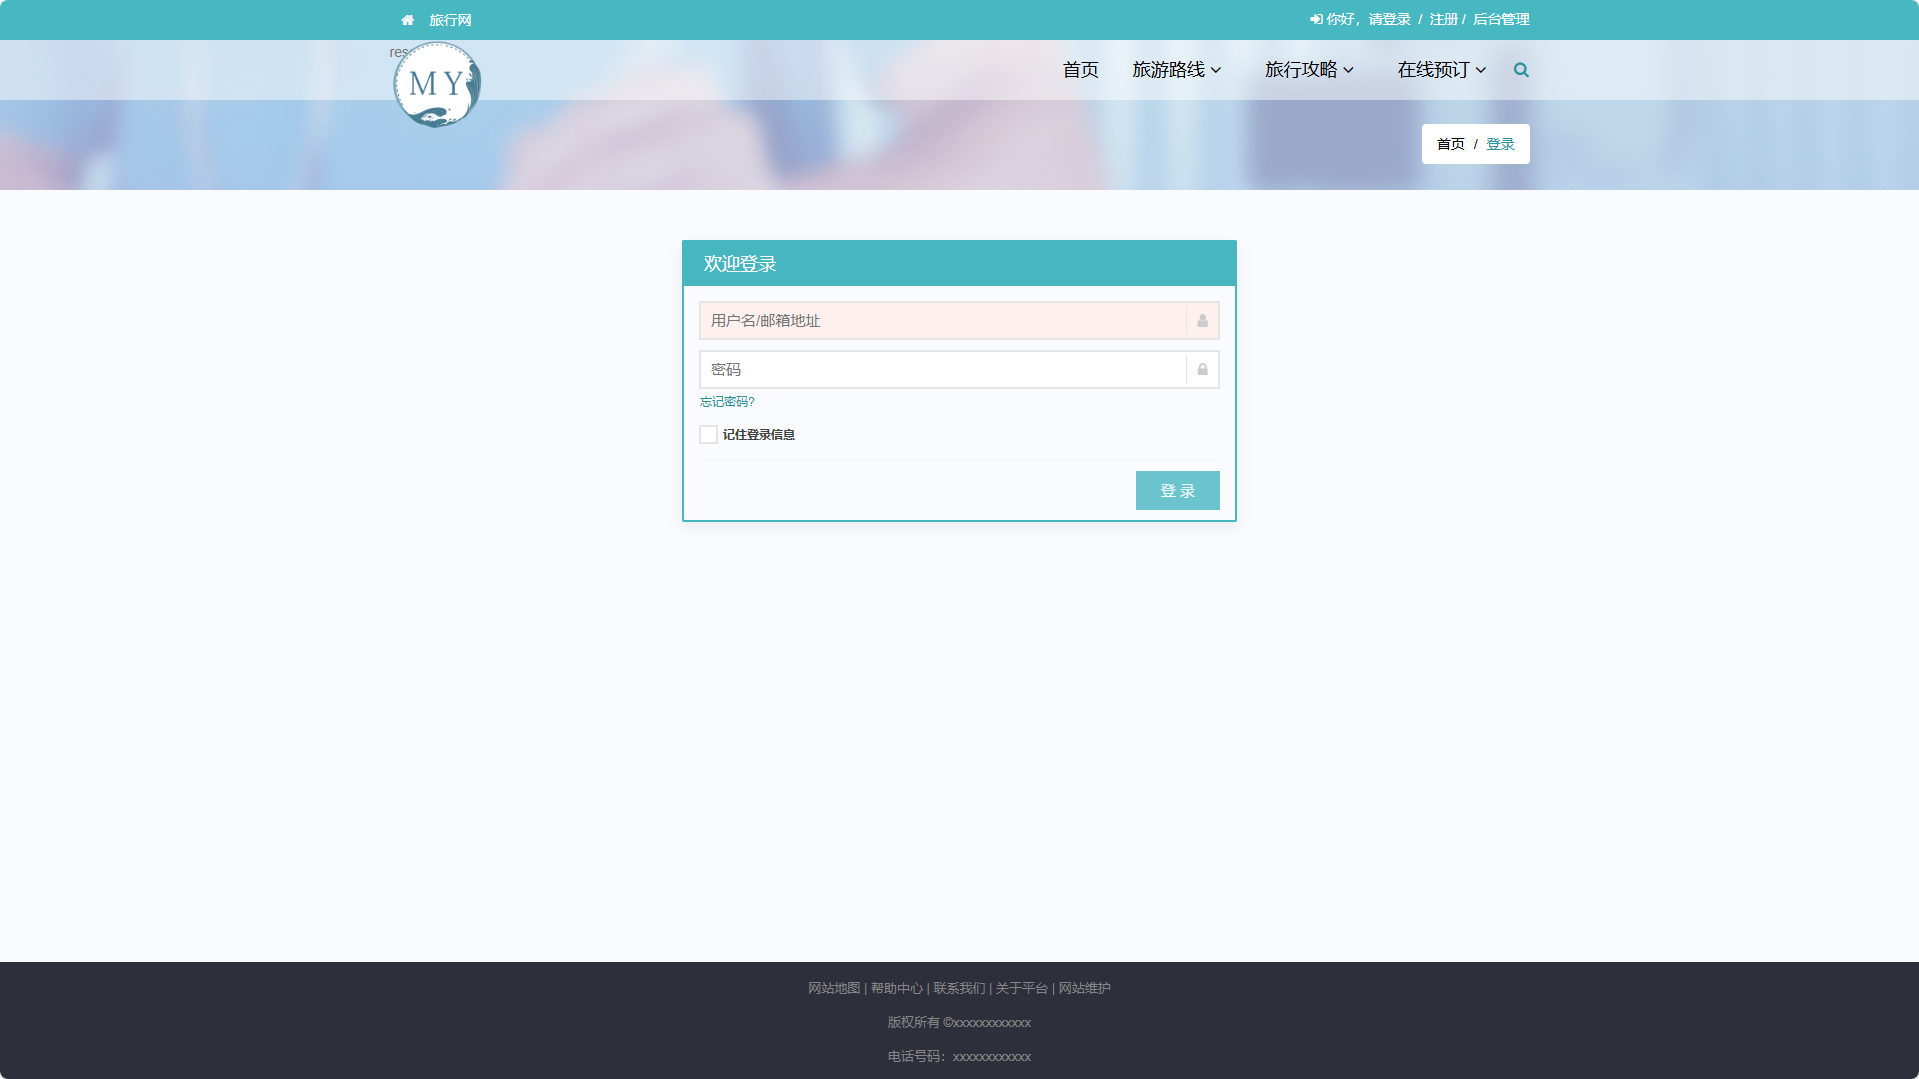 旅行网
你好，请登录 / 注册 / 后台管理
res
MY
首页 旅游路线 旅行攻略 在线预订
首页 / 登录
欢迎登录
用户名/邮箱地址
密码
忘记密码?
记住登录信息
登 录
网站地图 | 帮助中心 | 联系我们 | 关于平台 | 网站维护
版权所有 ©xxxxxxxxxxxx
电话号码：xxxxxxxxxxxx